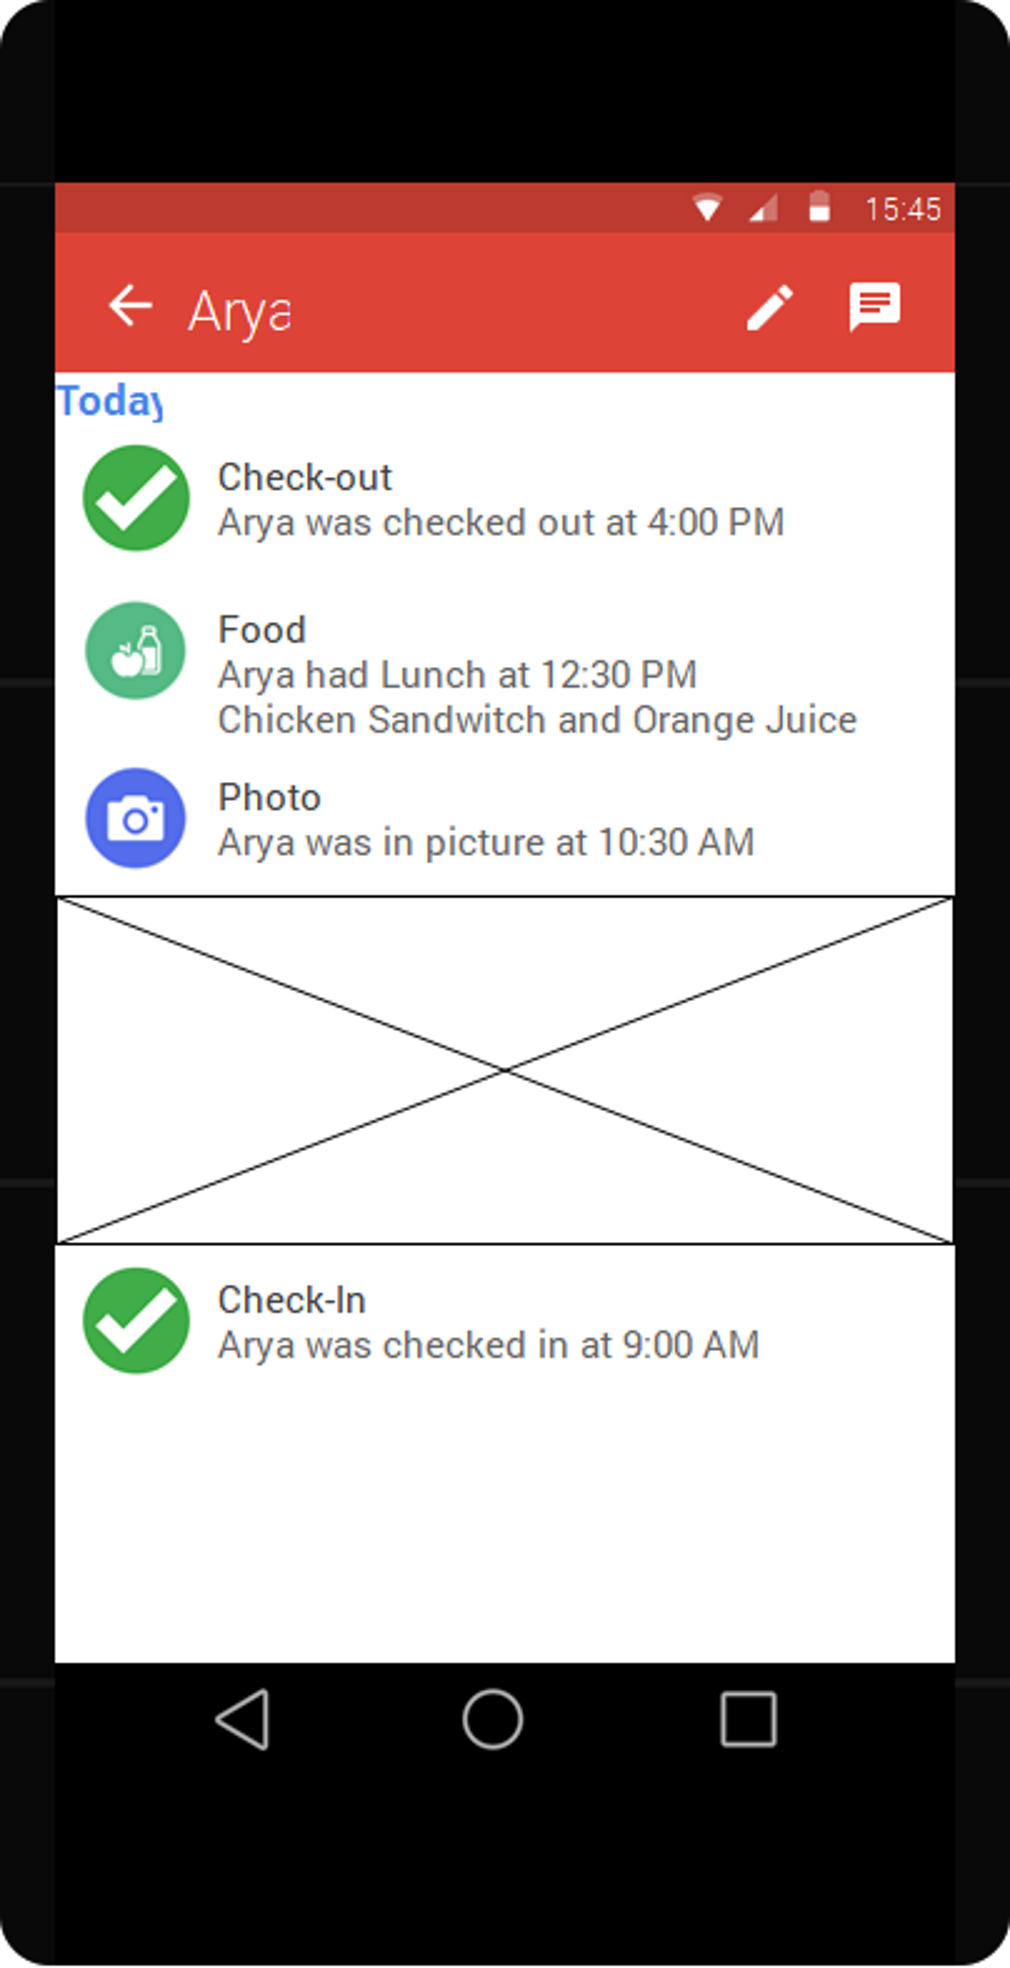 15:45
Arya
Today
Check-out
Arya was checked out at 4:00 PM
Food
Arya had Lunch at 12:30 PM
Chicken Sandwitch and Orange Juice
Photo
Arya was in picture at 10:30 AM
Check-In
Arya was checked in at 9:00 AM